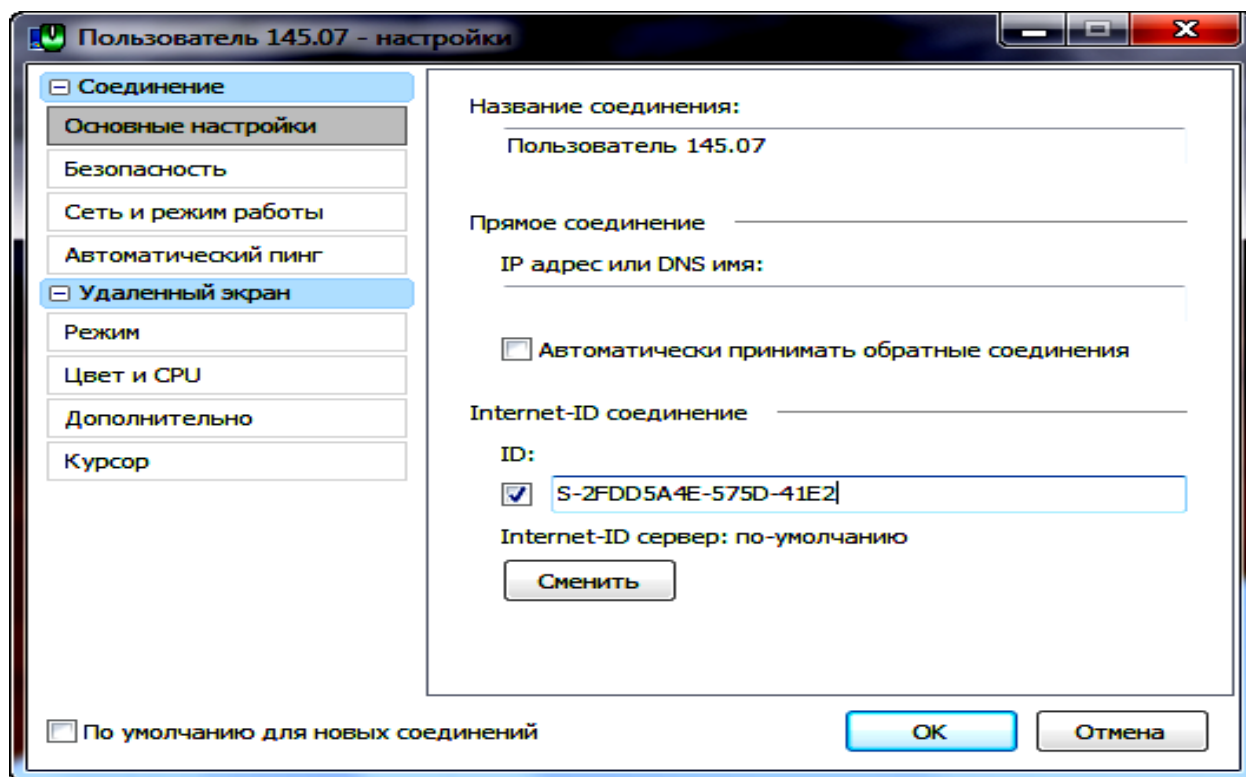 Пользователь 145.07 - настройки
Соединение
Основные настройки
Безопасность
Сеть и режим работы
Автоматический пинг
Удаленный экран
Режим
Цвет и CPU
Дополнительно
Курсор
Название соединения:
Пользователь 145.07
Прямое соединение
IP адрес или DNS имя:
Автоматически принимать обратные соединения
Internet-ID соединение
ID:
S-2FDD5A4E-575D-41E2
Internet-ID сервер: по-умолчанию
Сменить
По умолчанию для новых соединений
OK
Отмена